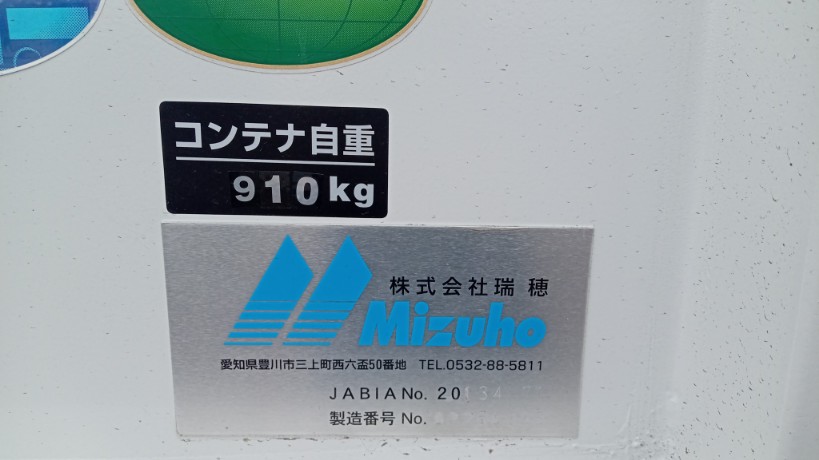 コンテナ自重
910kg
株式会社瑞穂
Mizuho
愛知県豊川市三上町西六盃50番地 TEL.0532-88-5811
JABIA No. 20134
製造番号 No.